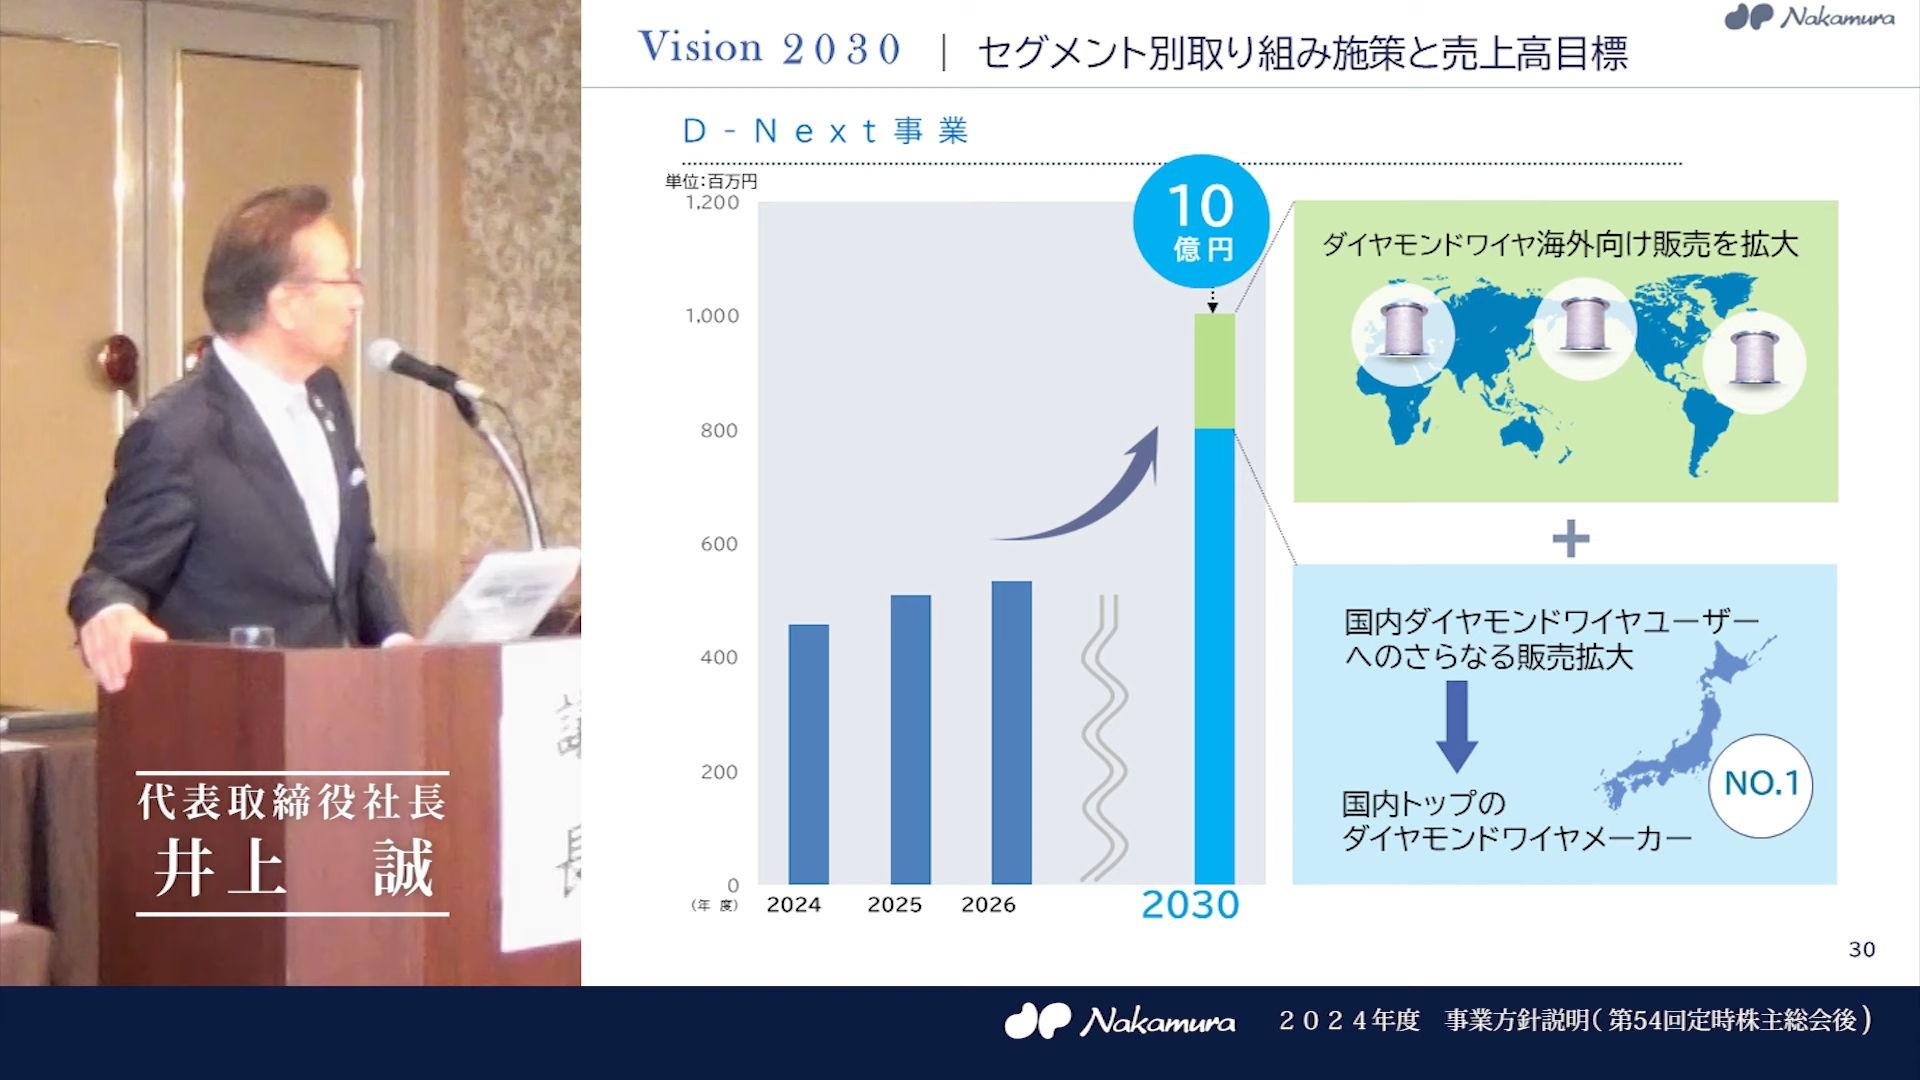 Nakamura
Vision 2030 | セグメント別取り組み施策と売上高目標
D-Next事業
単位:百万円
1,200
1,000
800
600
400
200
0
(年 度)
2024
2025
2026
2030
10
億円
ダイヤモンドワイヤ海外向け販売を拡大
+
国内ダイヤモンドワイヤユーザー
へのさらなる販売拡大
国内トップの
ダイヤモンドワイヤメーカー
NO.1
30
議
長
代表取締役社長
井上 誠
Nakamura
2024年度 事業方針説明(第54回定時株主総会後)